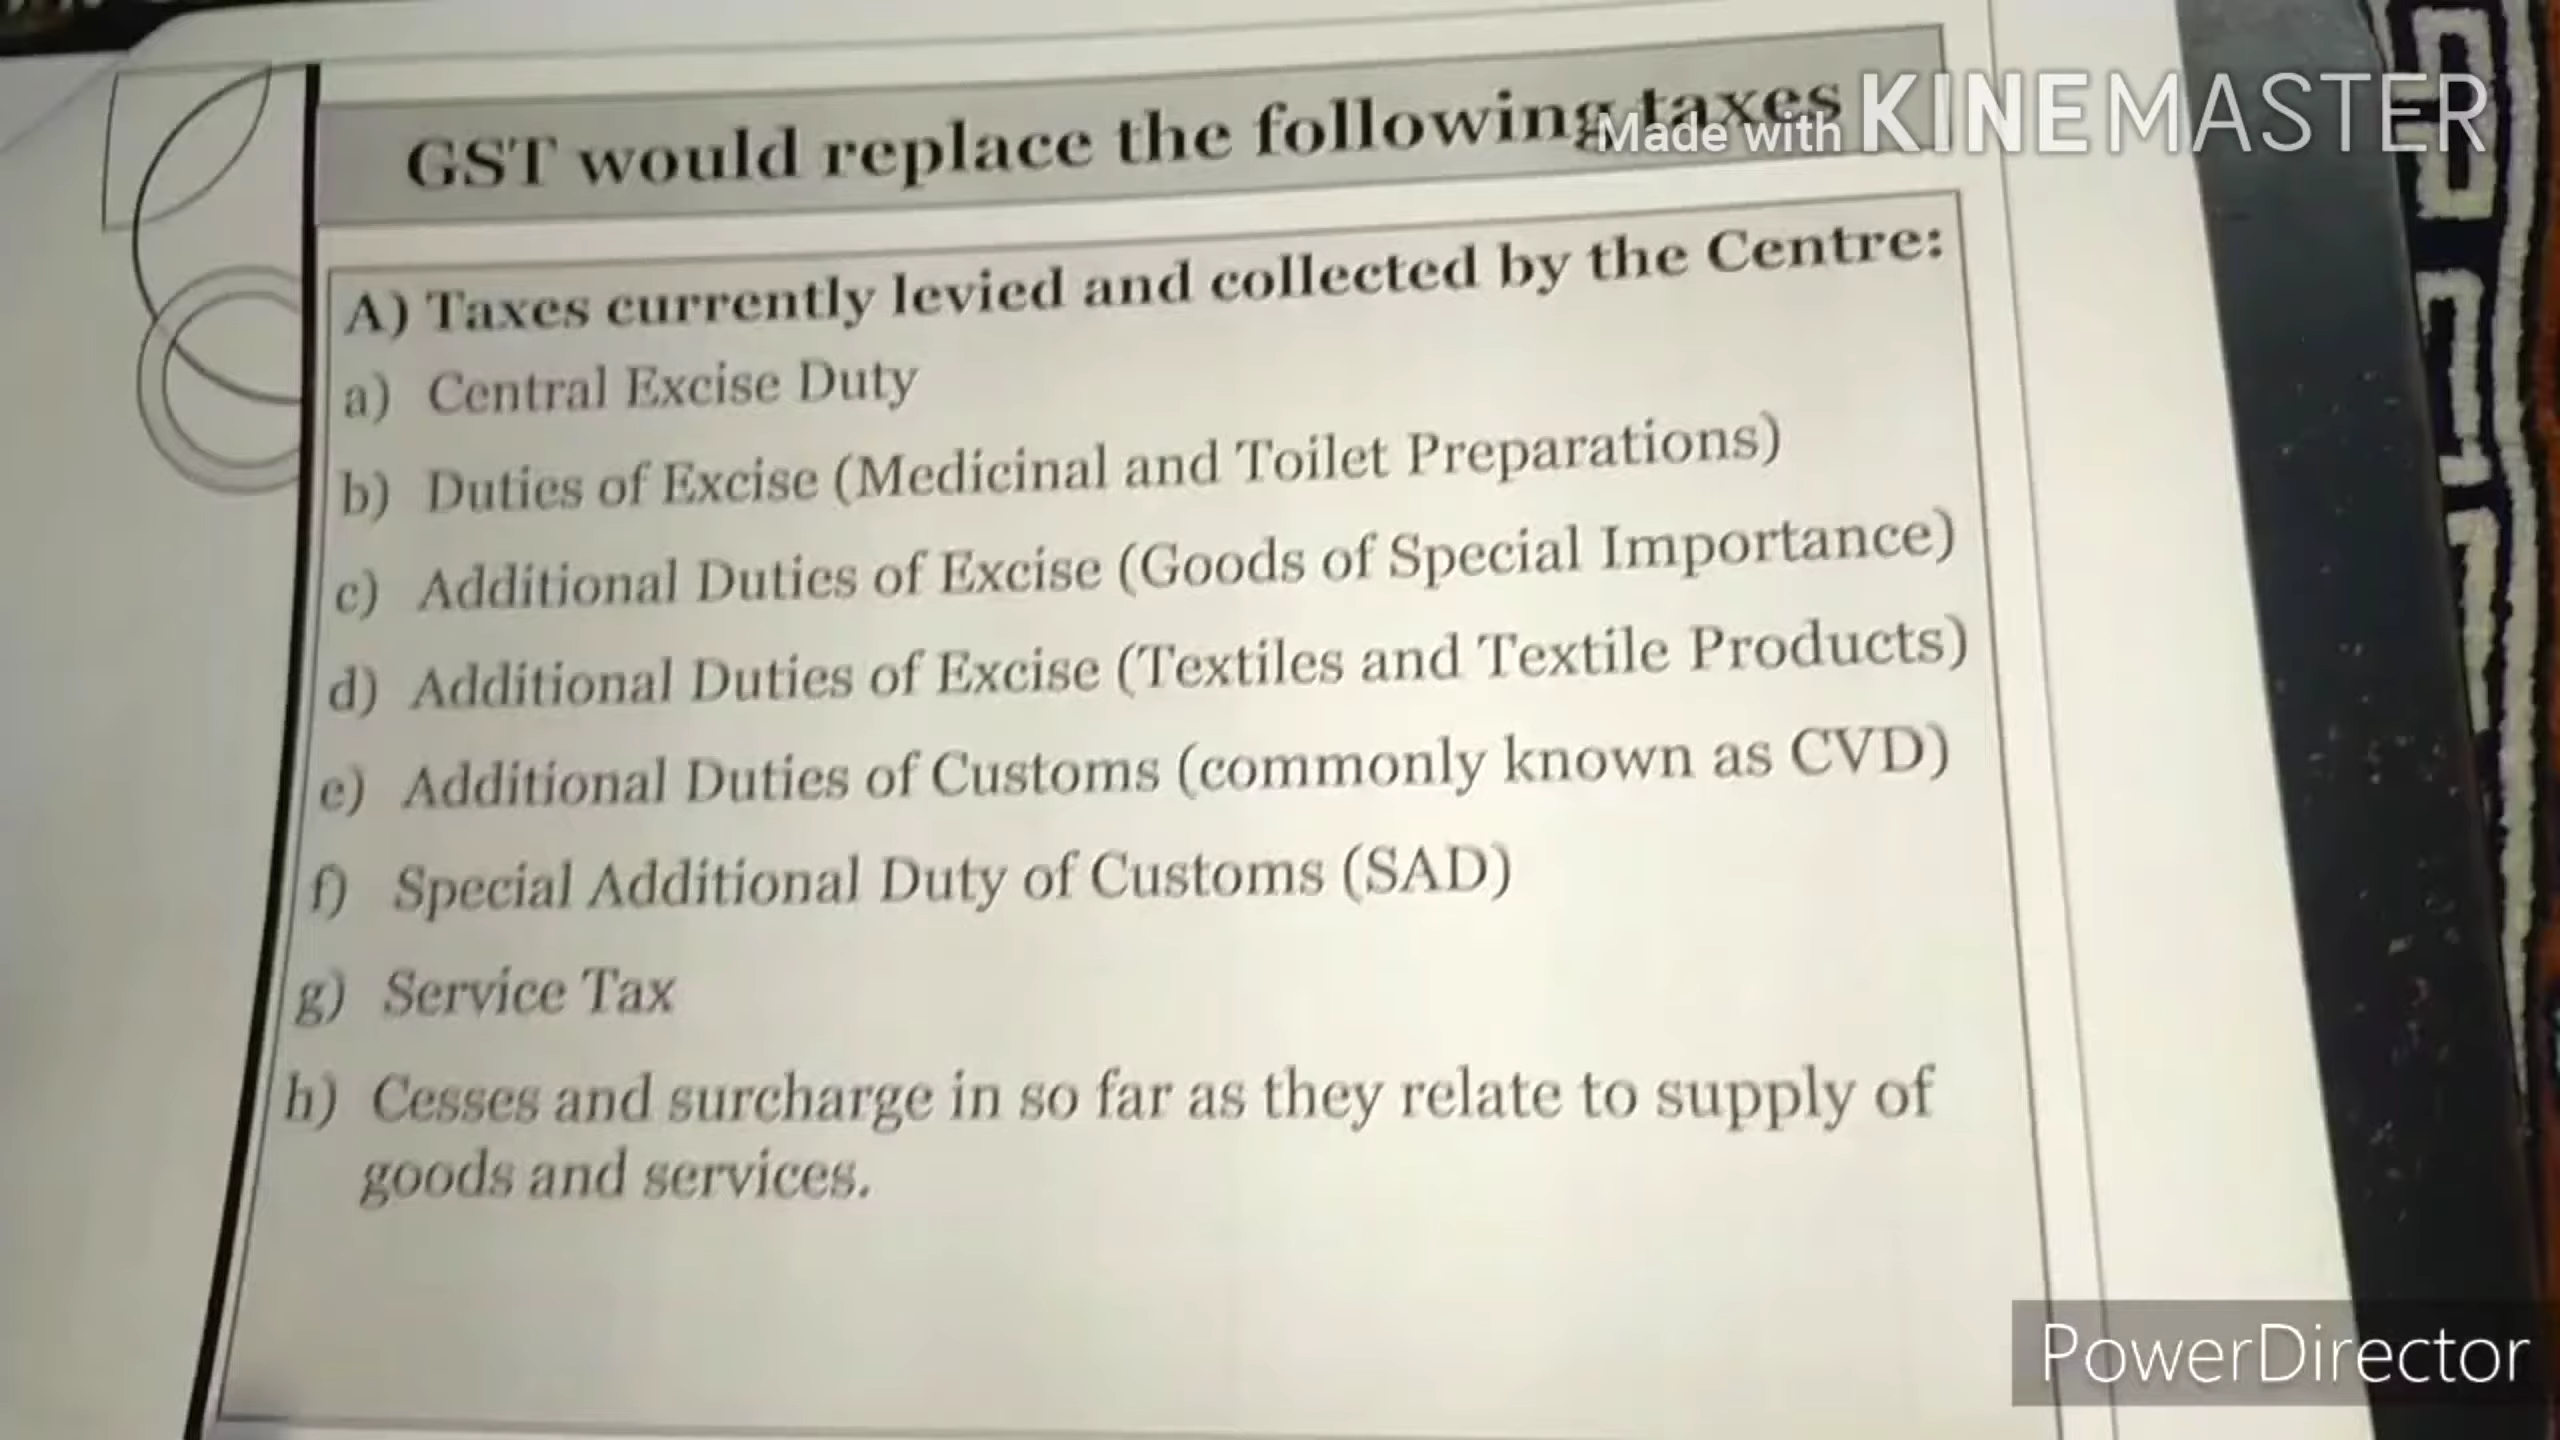 GST would replace the following taxes
Made with KINEMASTER
A) Taxes currently levied and collected by the Centre:
a) Central Excise Duty
b) Duties of Excise (Medicinal and Toilet Preparations)
c) Additional Duties of Excise (Goods of Special Importance)
d) Additional Duties of Excise (Textiles and Textile Products)
e) Additional Duties of Customs (commonly known as CVD)
f) Special Additional Duty of Customs (SAD)
g) Service Tax
h) Cesses and surcharge in so far as they relate to supply of
goods and services.
PowerDirector